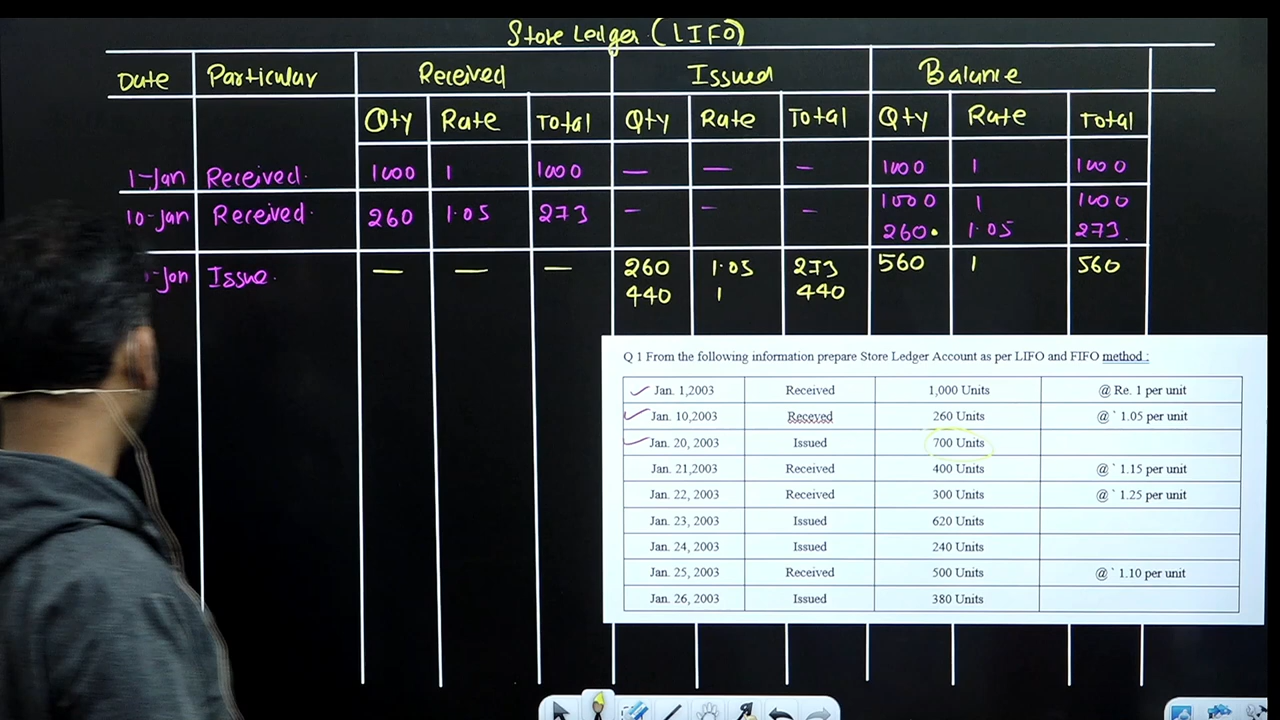 Store Ledger (LIFO)
Date Particular Received Issued Balance
Qty Rate Total Qty Rate Total Qty Rate Total
1-Jan Received. 1000 1 1000 — — — 1000 1 1000
10-Jan Received. 260 1.05 273 — — — 1000 1 1000
260. 1.05 273.
-Jan Issue. — — — 260 1.05 273 560 1 560
440 1 440
Q 1 From the following information prepare Store Ledger Account as per LIFO and FIFO method :
Jan. 1,2003 Received 1,000 Units @ Re. 1 per unit
Jan. 10,2003 Receved 260 Units @ ` 1.05 per unit
Jan. 20, 2003 Issued 700 Units
Jan. 21,2003 Received 400 Units @ ` 1.15 per unit
Jan. 22, 2003 Received 300 Units @ ` 1.25 per unit
Jan. 23, 2003 Issued 620 Units
Jan. 24, 2003 Issued 240 Units
Jan. 25, 2003 Received 500 Units @ ` 1.10 per unit
Jan. 26, 2003 Issued 380 Units